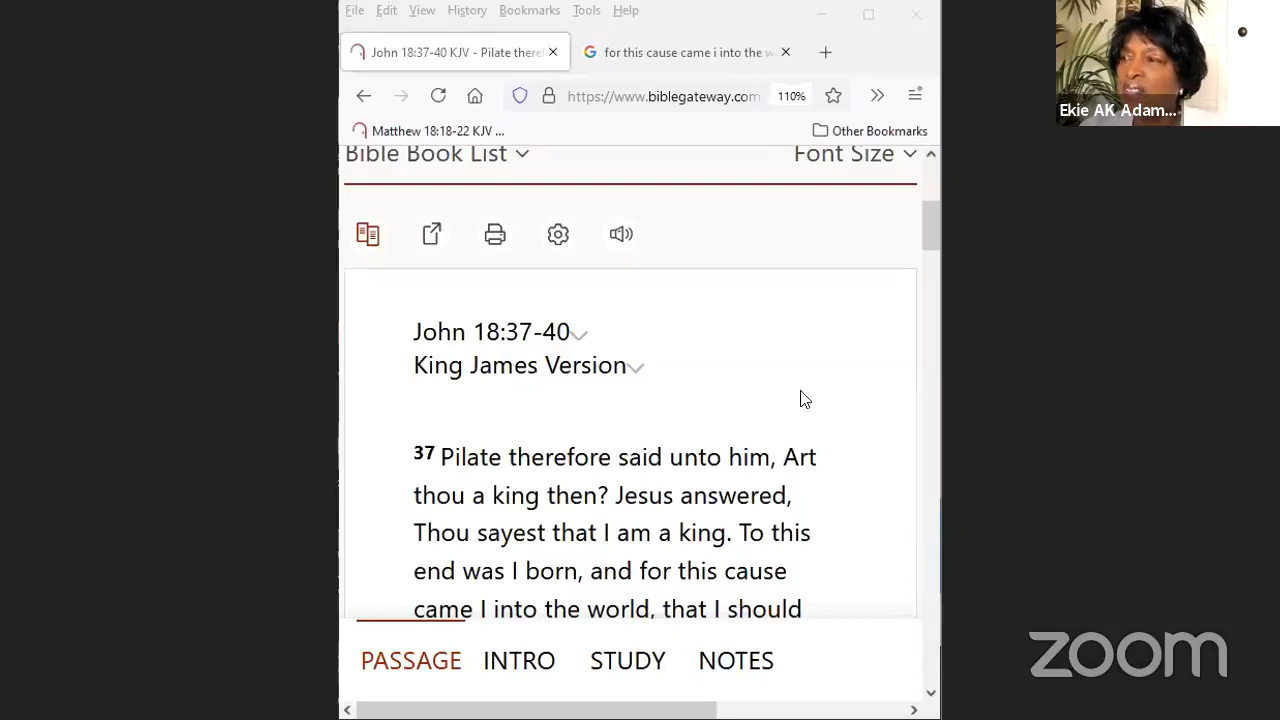 File Edit View History Bookmarks Tools Help
John 18:37-40 KJV - Pilate there
for this cause came i into the w
https://www.biblegateway.com 110%
Matthew 18:18-22 KJV ...
Other Bookmarks
Bible Book List
Font Size
John 18:37-40
King James Version
37 Pilate therefore said unto him, Art
thou a king then? Jesus answered,
Thou sayest that I am a king. To this
end was I born, and for this cause
came I into the world, that I should
PASSAGE INTRO STUDY NOTES
Ekie AK Adam...
zoom